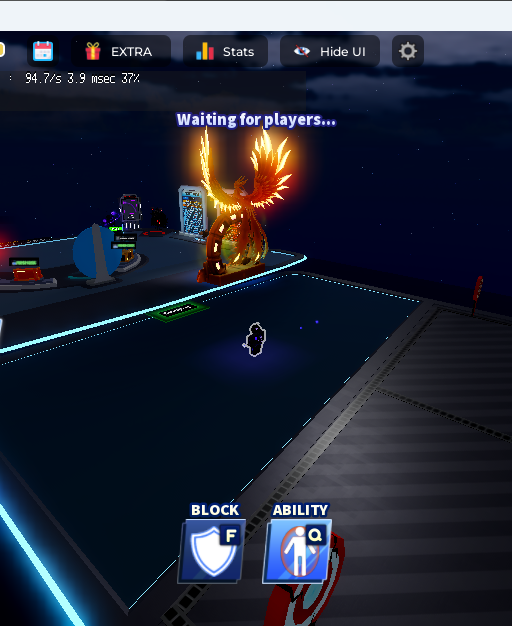 EXTRA
Stats
Hide UI
: 94.7/s 3.9 msec 37%
Waiting for players...
BLOCK
ABILITY
F
Q